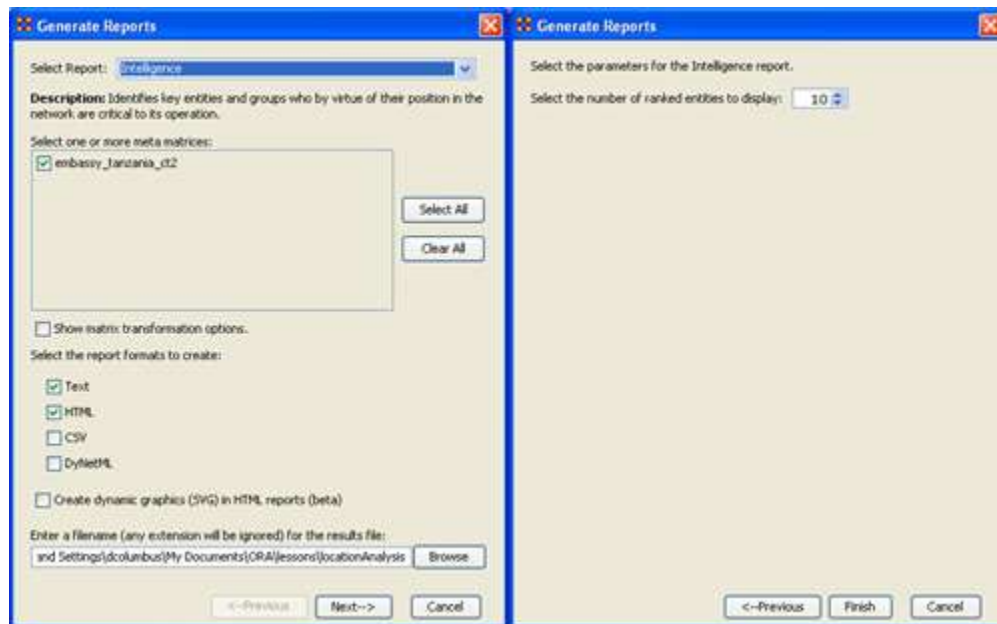 Generate Reports
Select Report: Intelligence
Description: Identifies key entities and groups who by virtue of their position in the
network are critical to its operation.
Select one or more meta matrices:
embassy_tanzania_ct2
Select All
Clear All
Show matrix transformation options.
Select the report formats to create:
Text
HTML
CSV
DyNetML
Create dynamic graphics (SVG) in HTML reports (beta)
Enter a filename (any extension will be ignored) for the results file:
and Settings\dcolumbus\My Documents\ORA\lessons\locationAnalysis
Browse
<--Previous
Next-->
Cancel
Generate Reports
Select the parameters for the Intelligence report.
Select the number of ranked entities to display: 10
<--Previous
Finish
Cancel